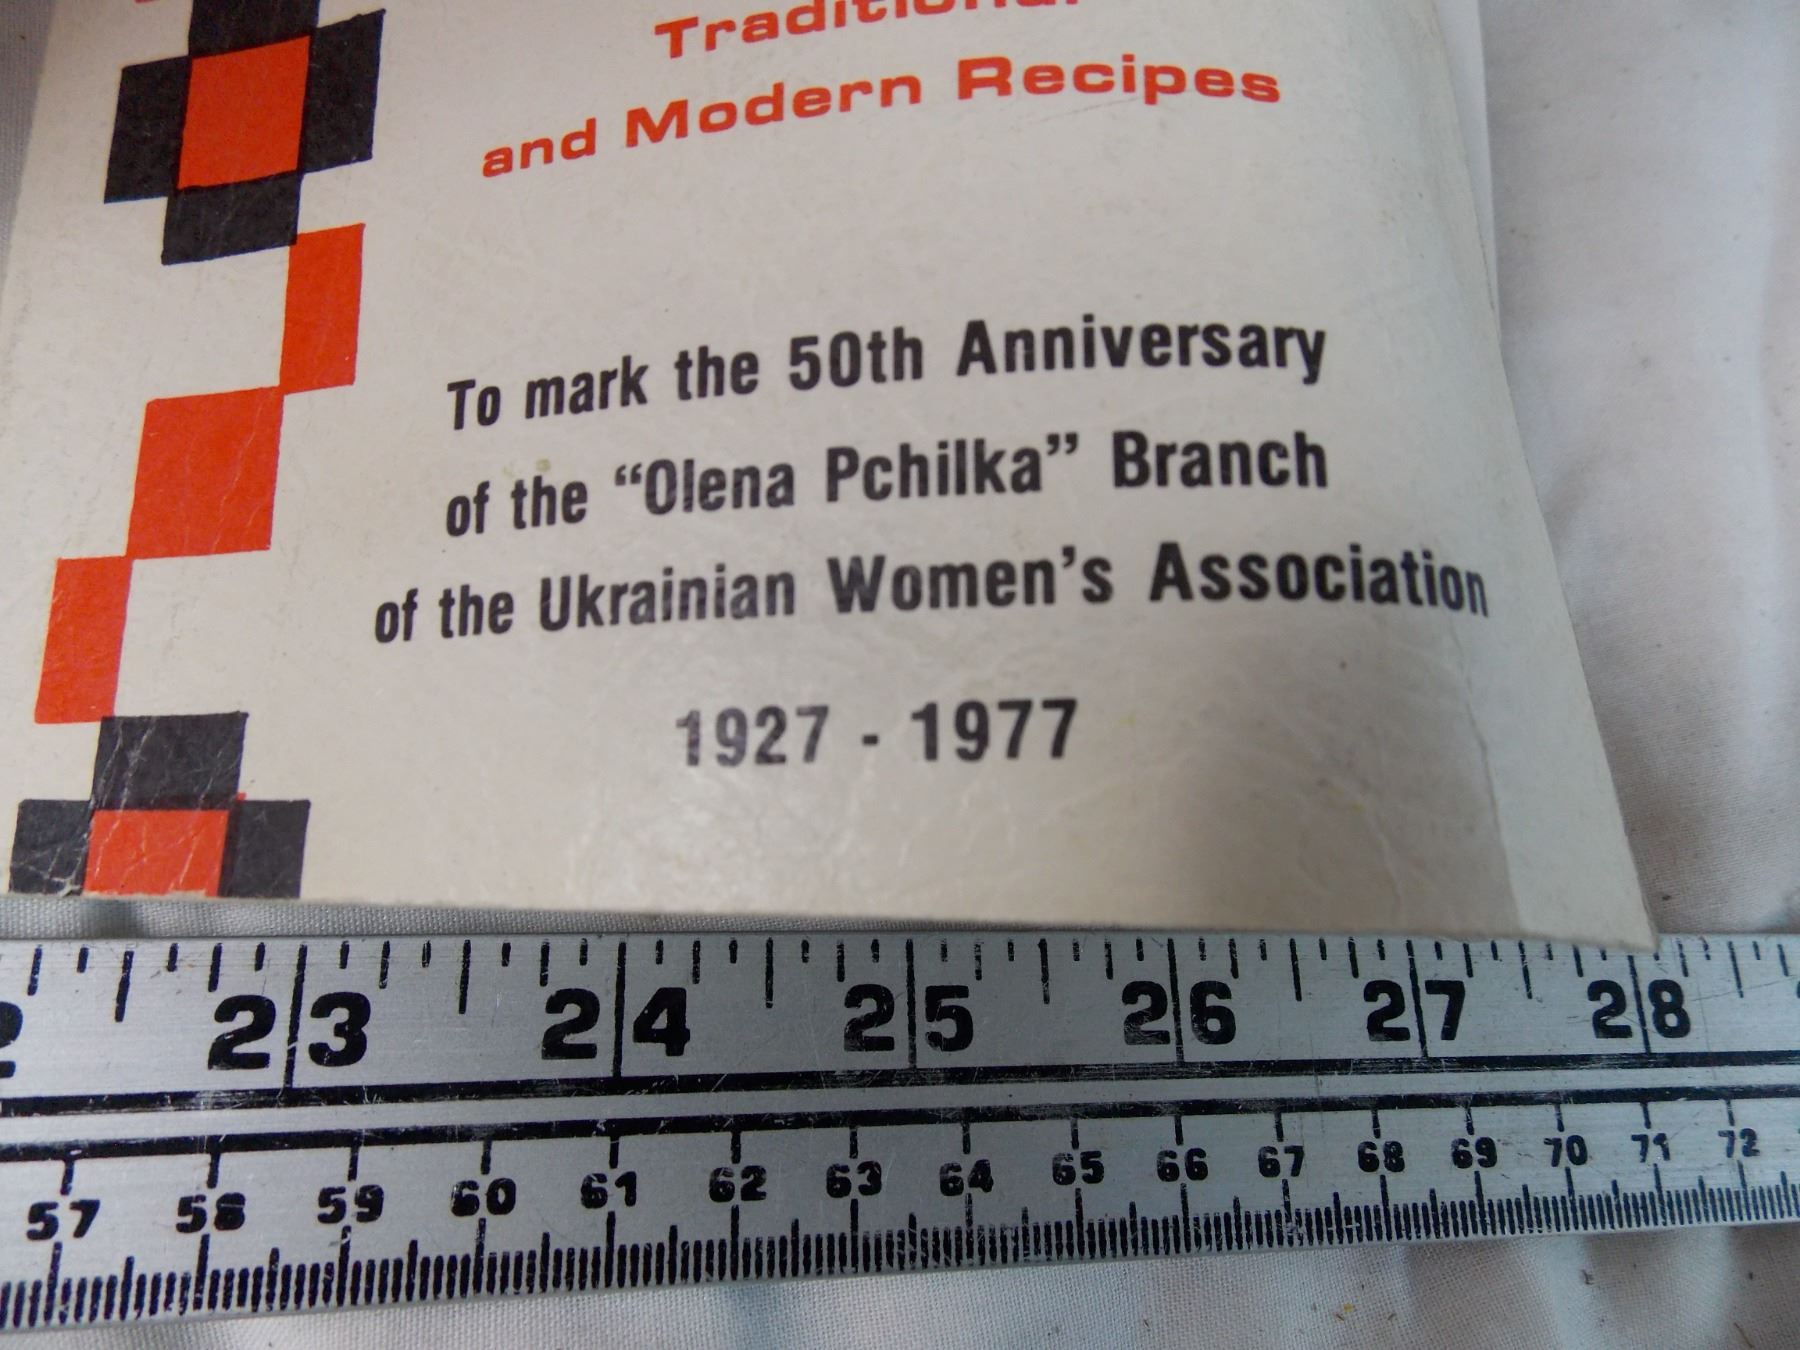 Traditional
and Modern Recipes
To mark the 50th Anniversary
of the “Olena Pchilka” Branch
of the Ukrainian Women’s Association
1927 - 1977
2 23 24 25 26 27 28
57 58 59 60 61 62 63 64 65 66 67 68 69 70 71 72